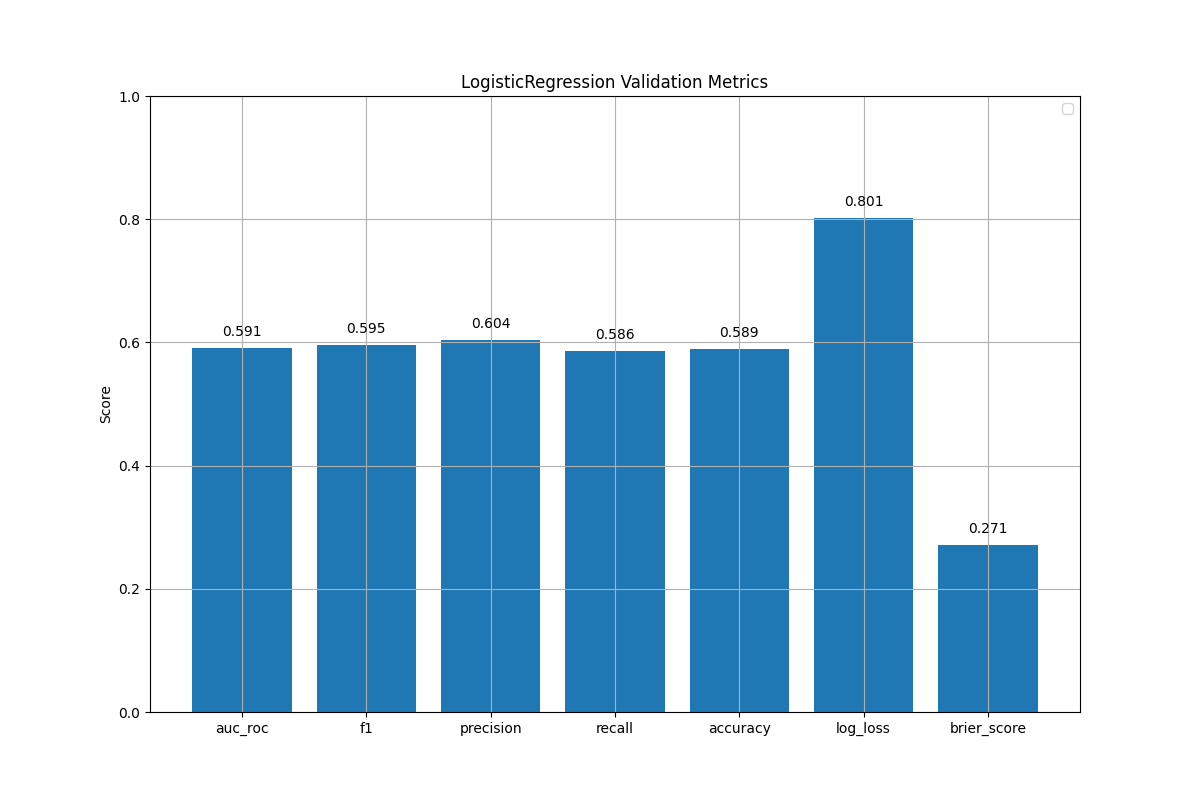 LogisticRegression Validation Metrics
1.0
0.8
0.6
0.4
0.2
0.0
Score
0.591
0.595
0.604
0.586
0.589
0.801
0.271
auc_roc
f1
precision
recall
accuracy
log_loss
brier_score